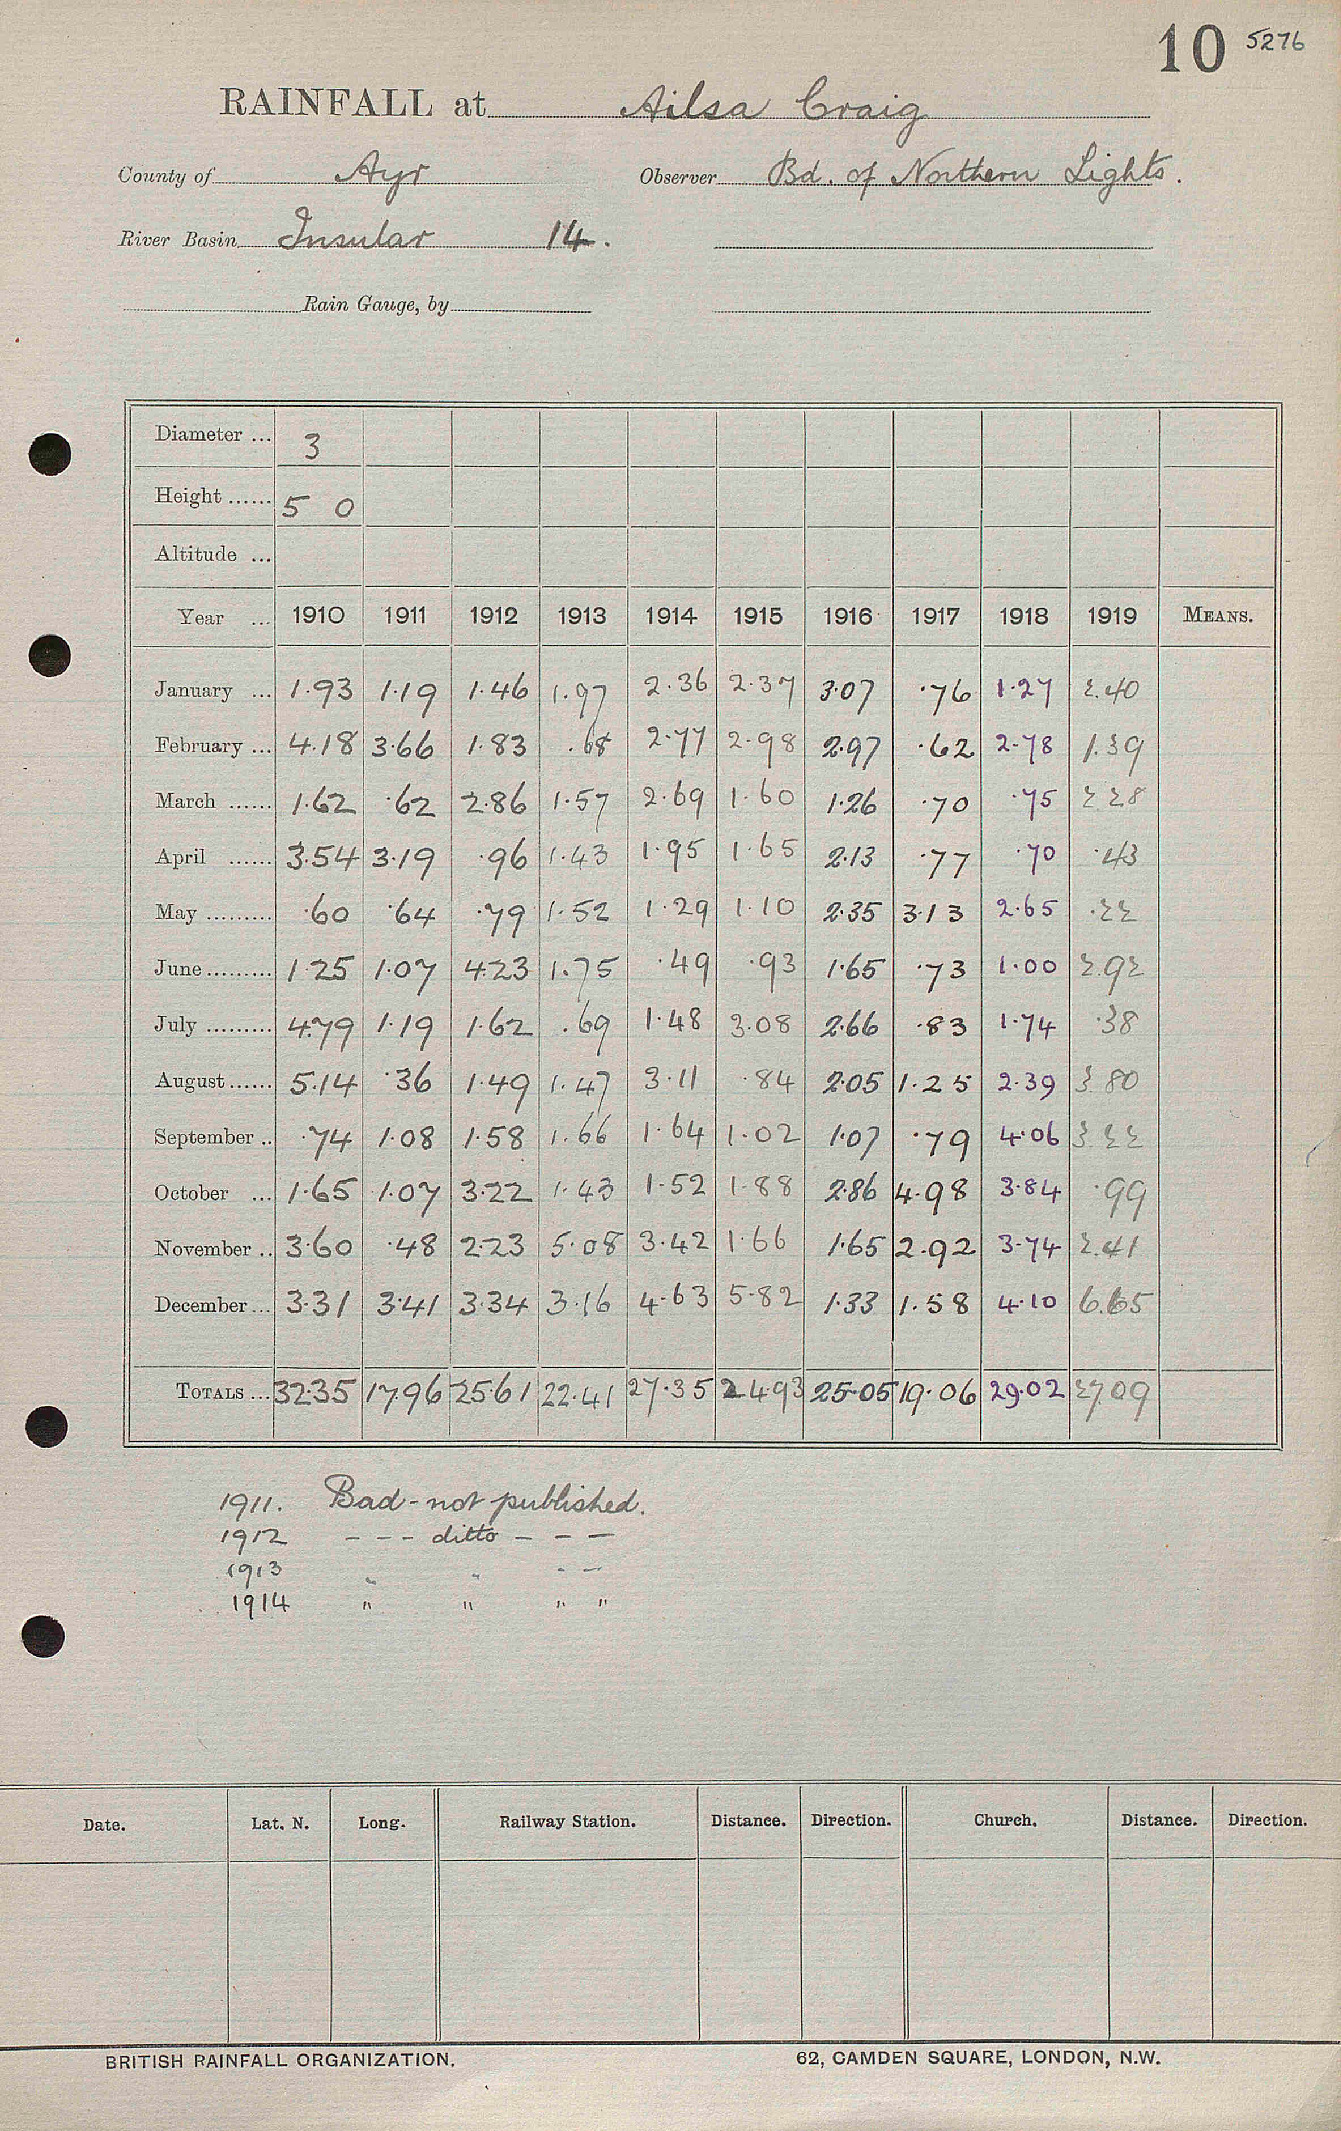 10 5276
RAINFALL at Ailsa Craig
County of Ayr Observer Bd. of Northern Lights.
River Basin Insular 14.
Rain Gauge, by
Diameter ... 3
Height ...... 5 0
Altitude ...
Year ... 1910 1911 1912 1913 1914 1915 1916 1917 1918 1919 MEANS.
January ... 1.93 1.19 1.46 1.97 2.36 2.37 3.07 .76 1.27 2.40
February ... 4.18 3.66 1.83 .68 2.77 2.98 2.97 .62 2.78 1.39
March ...... 1.62 .62 2.86 1.57 2.69 1.60 1.26 .70 .75 2.28
April ...... 3.54 3.19 .96 1.43 1.95 1.65 2.13 .77 .70 .43
May ......... .60 .64 .79 1.52 1.29 1.10 2.35 3.13 2.65 .22
June ......... 1.25 1.07 4.23 1.75 .49 .93 1.65 .73 1.00 2.92
July ......... 4.79 1.19 1.62 .69 1.48 3.08 2.66 .83 1.74 .38
August ...... 5.14 .36 1.49 1.47 3.11 .84 2.05 1.25 2.39 3.80
September .. .74 1.08 1.58 1.66 1.64 1.02 1.07 .79 4.06 3.22
October ... 1.65 1.07 3.22 1.43 1.52 1.88 2.86 4.98 3.84 .99
November .. 3.60 .48 2.23 5.08 3.42 1.66 1.65 2.92 3.74 2.41
December ... 3.31 3.41 3.34 3.16 4.63 5.82 1.33 1.58 4.10 6.65
TOTALS ... 32.35 17.96 25.61 22.41 27.35 24.93 25.05 19.06 29.02 27.09
1911. Bad - not published.
1912 - - - ditto - - -
1913 " " - -
1914 " " " "
Date. Lat. N. Long. Railway Station. Distance. Direction. Church. Distance. Direction.
BRITISH RAINFALL ORGANIZATION. 62, CAMDEN SQUARE, LONDON, N.W.